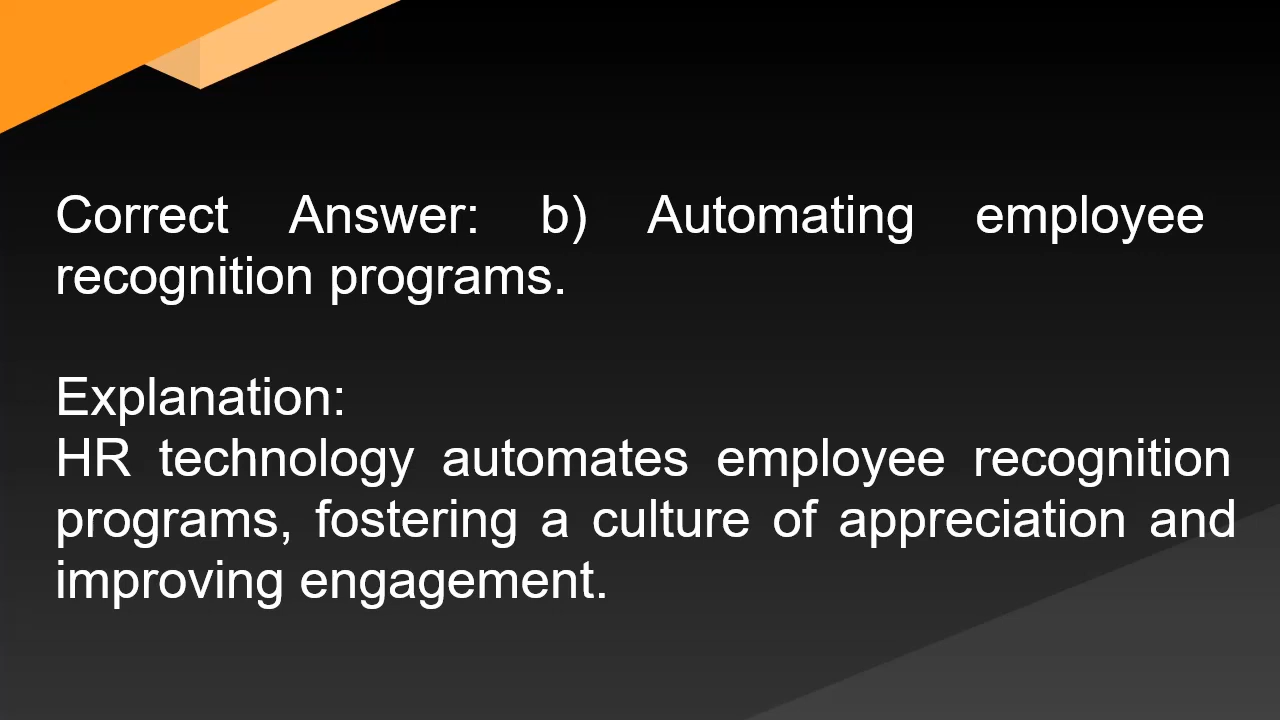 Correct Answer: b) Automating employee
recognition programs.
Explanation:
HR technology automates employee recognition
programs, fostering a culture of appreciation and
improving engagement.